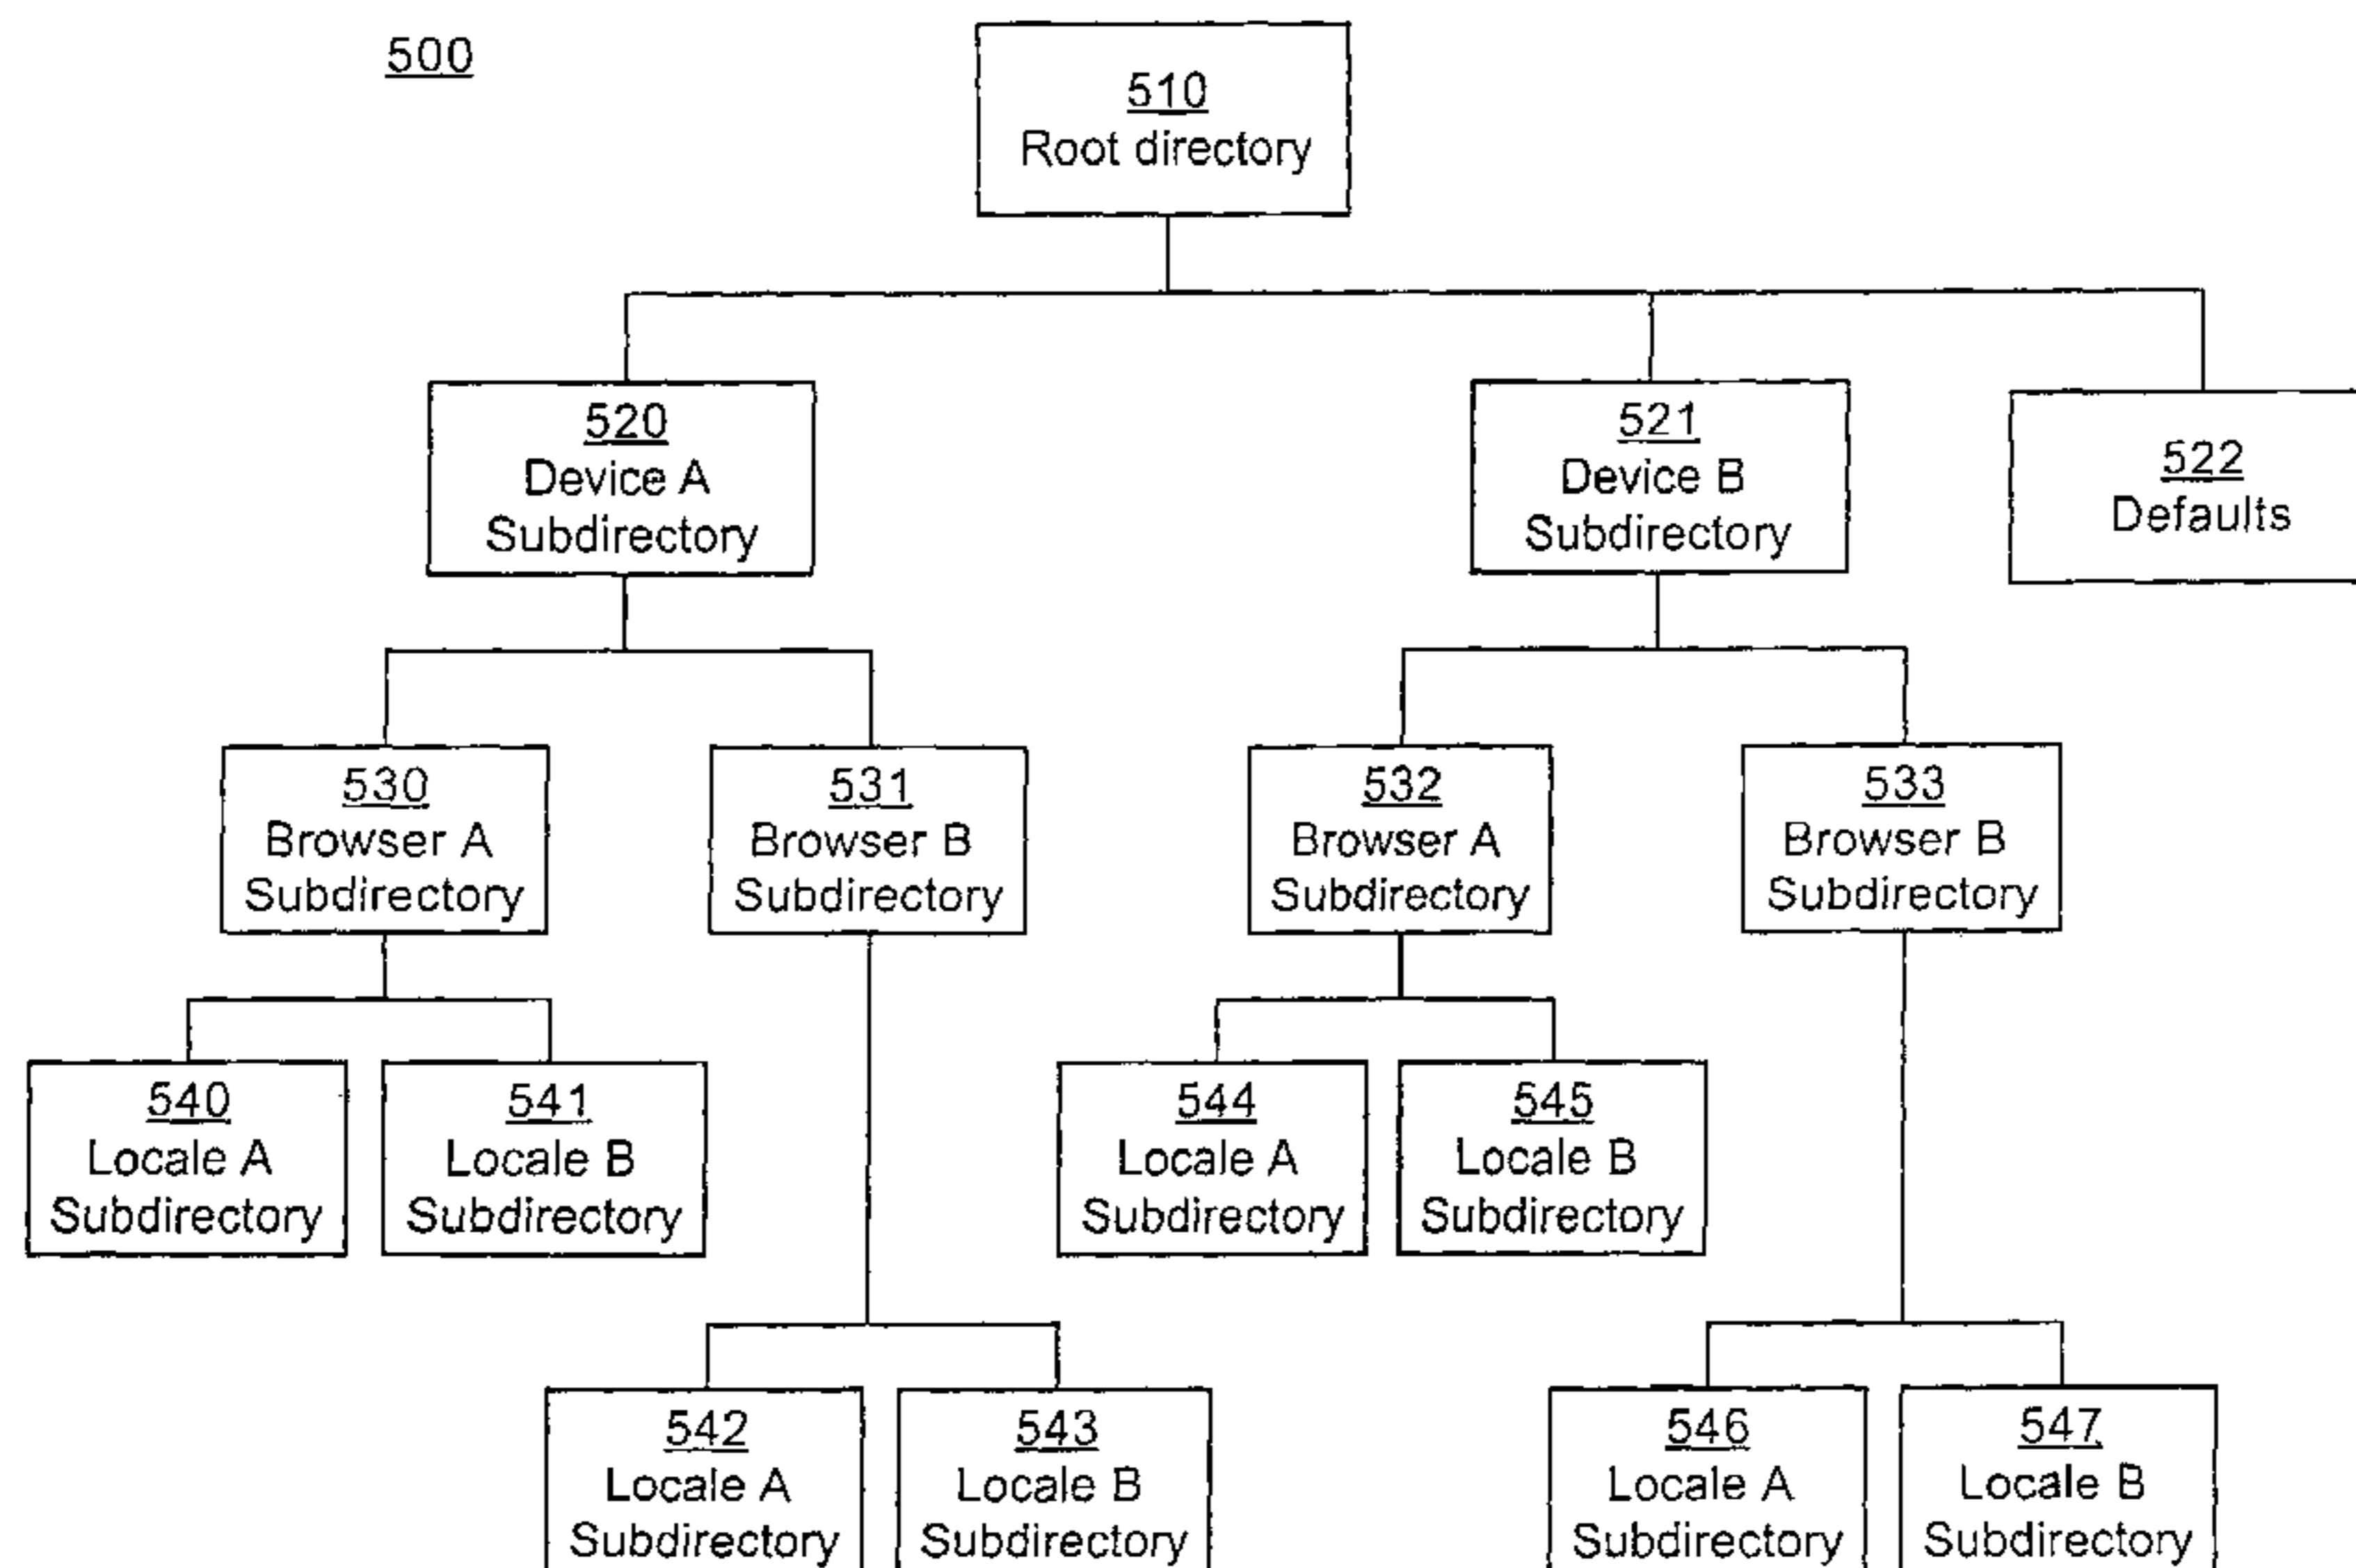 500
510
Root directory
520
Device A
Subdirectory
521
Device B
Subdirectory
522
Defaults
530
Browser A
Subdirectory
531
Browser B
Subdirectory
532
Browser A
Subdirectory
533
Browser B
Subdirectory
540
Locale A
Subdirectory
541
Locale B
Subdirectory
544
Locale A
Subdirectory
545
Locale B
Subdirectory
542
Locale A
Subdirectory
543
Locale B
Subdirectory
546
Locale A
Subdirectory
547
Locale B
Subdirectory